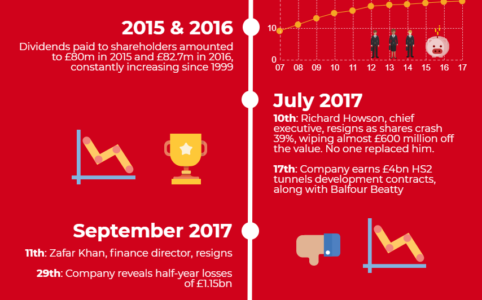 2015 & 2016
Dividends paid to shareholders amounted
to £80m in 2015 and £82.7m in 2016,
constantly increasing since 1999
10
0
07 08 09 10 11 12 13 14 15 16 17
July 2017
10th: Richard Howson, chief
executive, resigns as shares crash
39%, wiping almost £600 million off
the value. No one replaced him.
17th: Company earns £4bn HS2
tunnels development contracts,
along with Balfour Beatty
September 2017
11th: Zafar Khan, finance director, resigns
29th: Company reveals half-year losses
of £1.15bn